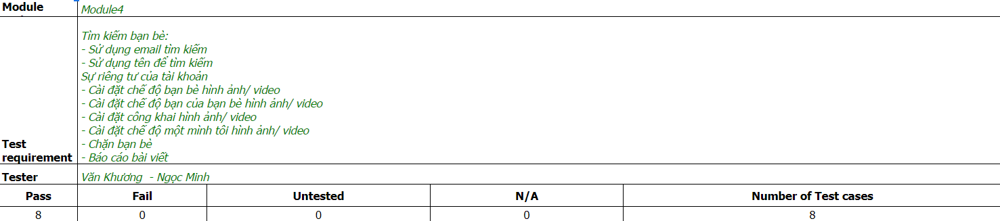 Module
Module4
Tìm kiếm bạn bè:
- Sử dụng email tìm kiếm
- Sử dụng tên để tìm kiếm
Sự riêng tư của tài khoản
- Cài đặt chế độ bạn bè hình ảnh/ video
- Cài đặt chế độ bạn của bạn bè hình ảnh/ video
- Cài đặt công khai hình ảnh/ video
- Cài đặt chế độ một mình tôi hình ảnh/ video
- Chặn bạn bè
- Báo cáo bài viết
Test
requirement
Tester
Văn Khương - Ngọc Minh
Pass Fail Untested N/A Number of Test cases
8 0 0 0 8